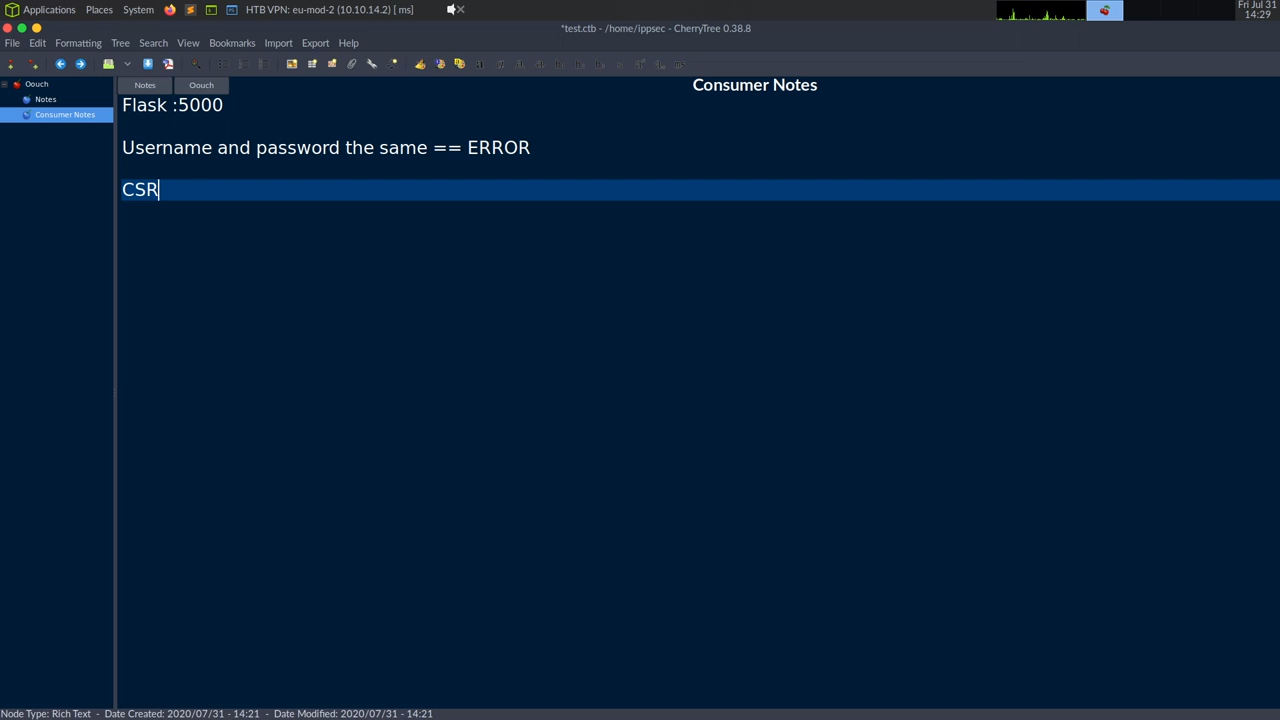 Applications Places System HTB VPN: eu-mod-2 (10.10.14.2) [ ms]
Fri Jul 31
14:29
*test.ctb - /home/ippsec - CherryTree 0.38.8
File Edit Formatting Tree Search View Bookmarks Import Export Help
Oouch
Notes
Consumer Notes
Notes Oouch
Consumer Notes
Flask :5000
Username and password the same == ERROR
CSR
Node Type: Rich Text - Date Created: 2020/07/31 - 14:21 - Date Modified: 2020/07/31 - 14:21